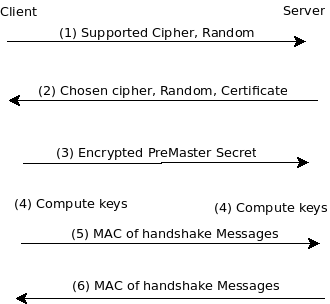 Client
Server
(1) Supported Cipher, Random
(2) Chosen cipher, Random, Certificate
(3) Encrypted PreMaster Secret
(4) Compute keys
(4) Compute keys
(5) MAC of handshake Messages
(6) MAC of handshake Messages